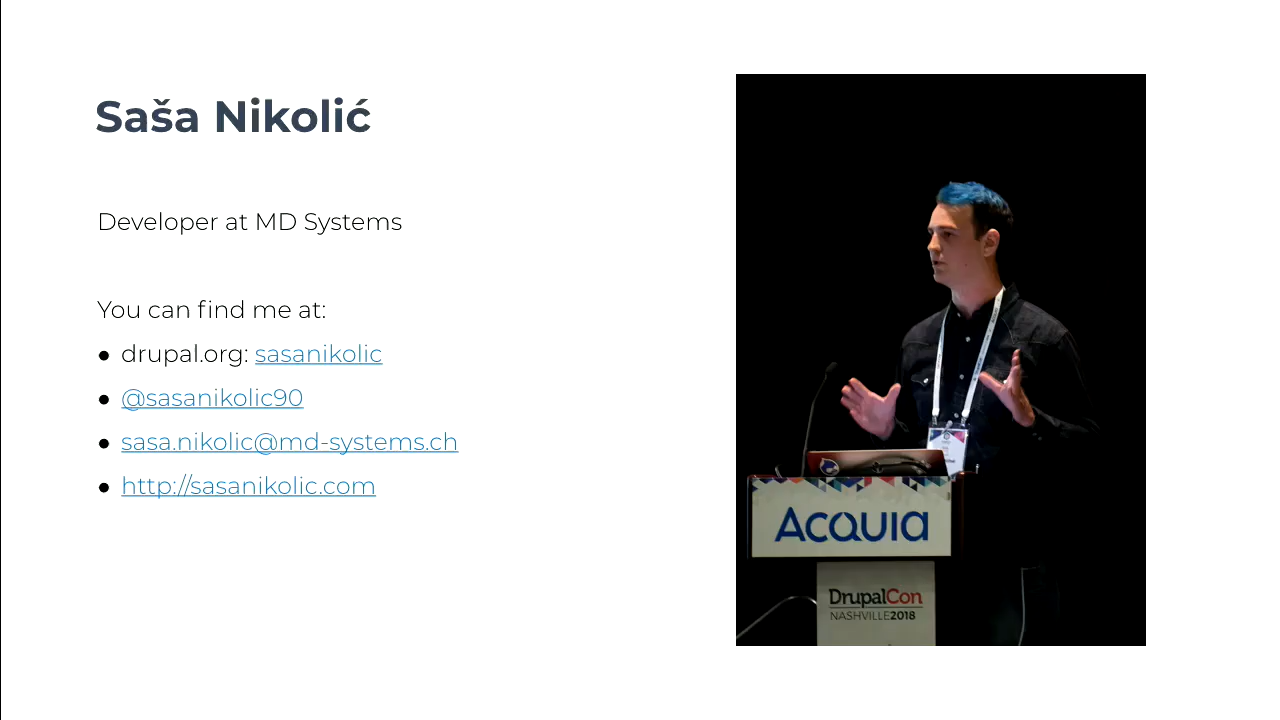 Saša Nikolić
Developer at MD Systems
You can find me at:
● drupal.org: sasanikolic
● @sasanikolic90
● sasa.nikolic@md-systems.ch
● http://sasanikolic.com
ACQUIA
DrupalCon
NASHVILLE2018